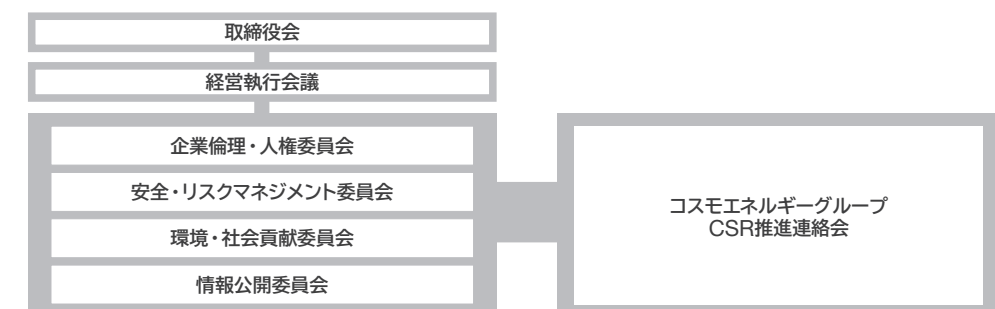 取締役会
経営執行会議
企業倫理・人権委員会
安全・リスクマネジメント委員会
環境・社会貢献委員会
情報公開委員会
コスモエネルギーグループ
CSR推進連絡会